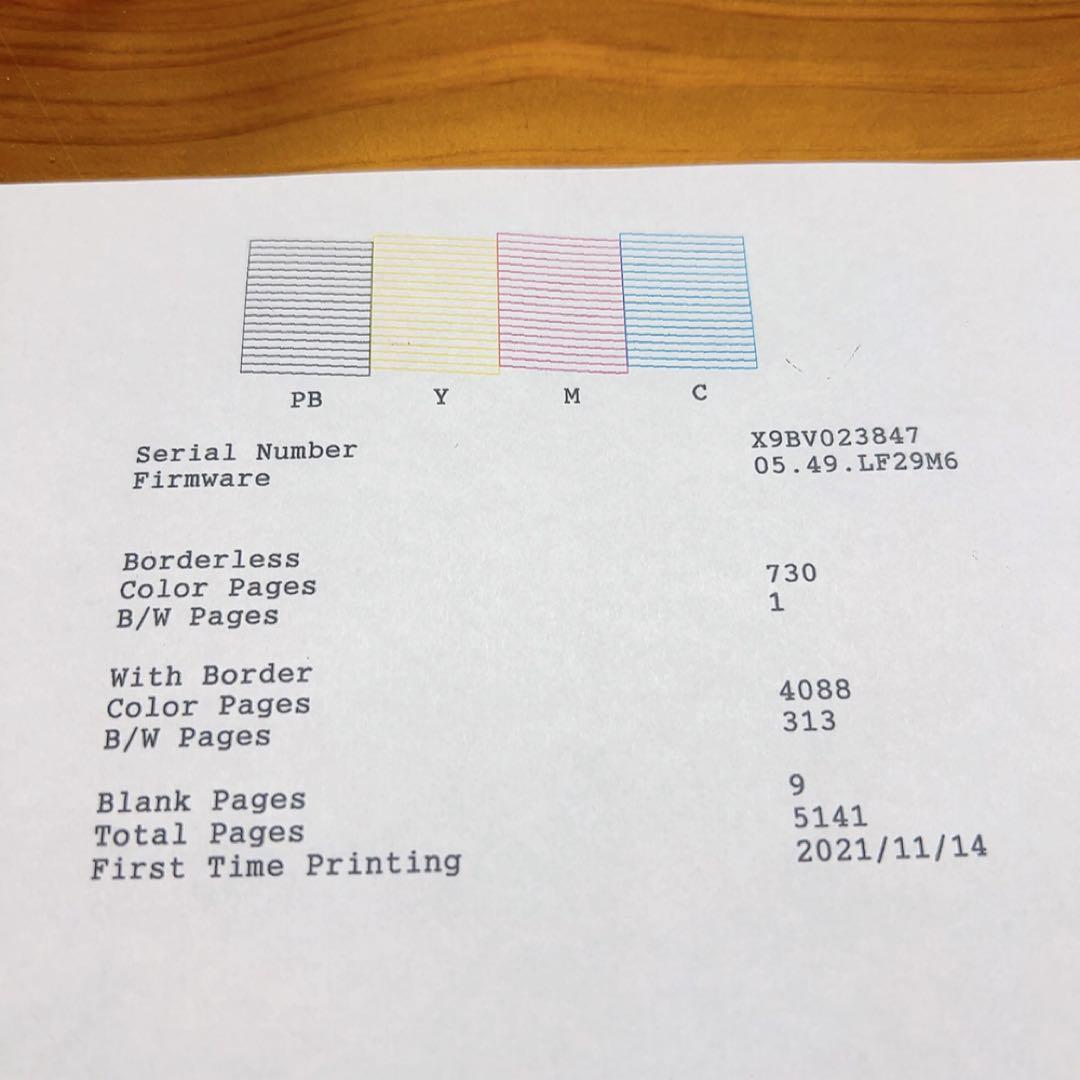 PB Y M C
Serial Number X9BV023847
Firmware 05.49.LF29M6
Borderless
Color Pages 730
B/W Pages 1
With Border
Color Pages 4088
B/W Pages 313
Blank Pages 9
Total Pages 5141
First Time Printing 2021/11/14